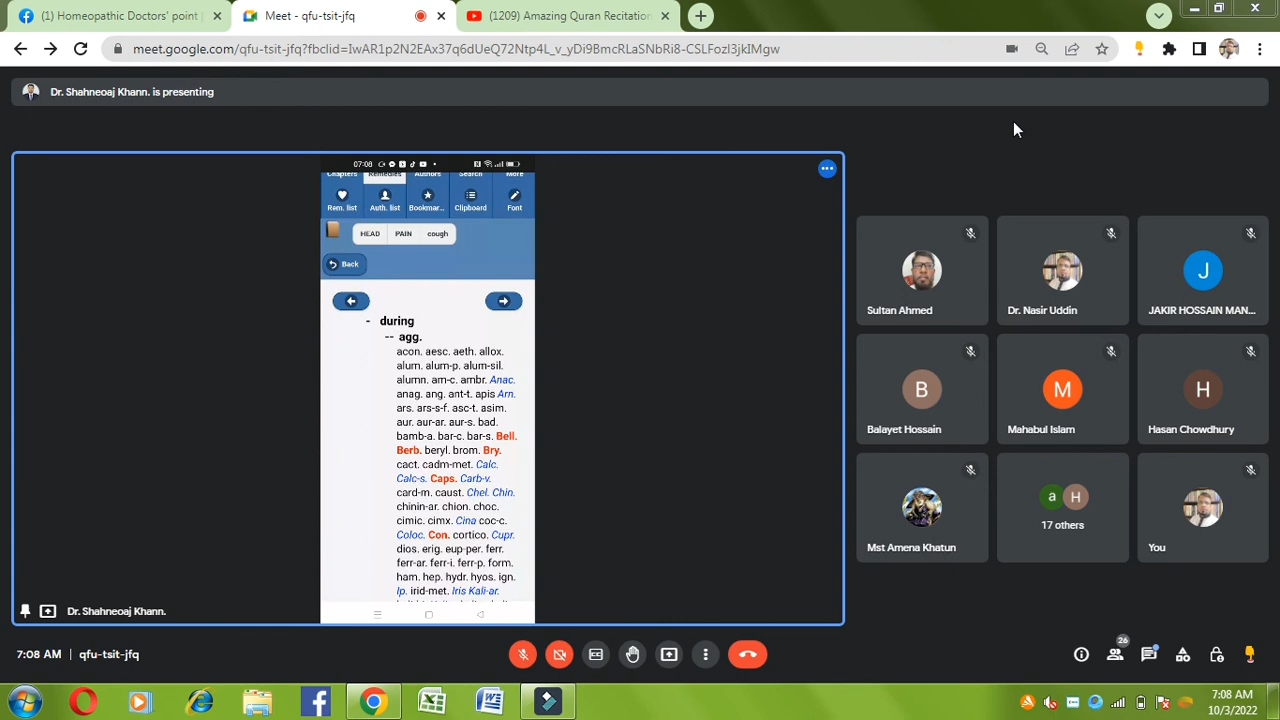 (1) Homeopathic Doctors' point |
Meet - qfu-tsit-jfq
(1209) Amazing Quran Recitation
meet.google.com/qfu-tsit-jfq?fbclid=IwAR1p2N2EAx37q6dUeQ72Ntp4L_v_yDi9BmcRLaSNbRi8-CSLFozI3jkIMgw
Dr. Shahneoaj Khann. is presenting
07:08
Chapters Remedies Authors Search More
Rem. list Auth. list Bookmar... Clipboard Font
HEAD PAIN cough
Back
- during
-- agg.
acon. aesc. aeth. allox.
alum. alum-p. alum-sil.
alumn. am-c. ambr. Anac.
anag. ang. ant-t. apis Arn.
ars. ars-s-f. asc-t. asim.
aur. aur-ar. aur-s. bad.
bamb-a. bar-c. bar-s. Bell.
Berb. beryl. brom. Bry.
cact. cadm-met. Calc.
Calc-s. Caps. Carb-v.
card-m. caust. Chel. Chin.
chinin-ar. chion. choc.
cimic. cimx. Cina coc-c.
Coloc. Con. cortico. Cupr.
dios. erig. eup-per. ferr.
ferr-ar. ferr-i. ferr-p. form.
ham. hep. hydr. hyos. ign.
Ip. irid-met. Iris Kali-ar.
Dr. Shahneoaj Khann.
Sultan Ahmed
Dr. Nasir Uddin
J
JAKIR HOSSAIN MAN...
B
Balayet Hossain
M
Mahabul Islam
H
Hasan Chowdhury
Mst Amena Khatun
a H
17 others
You
7:08 AM | qfu-tsit-jfq
26
7:08 AM
10/3/2022